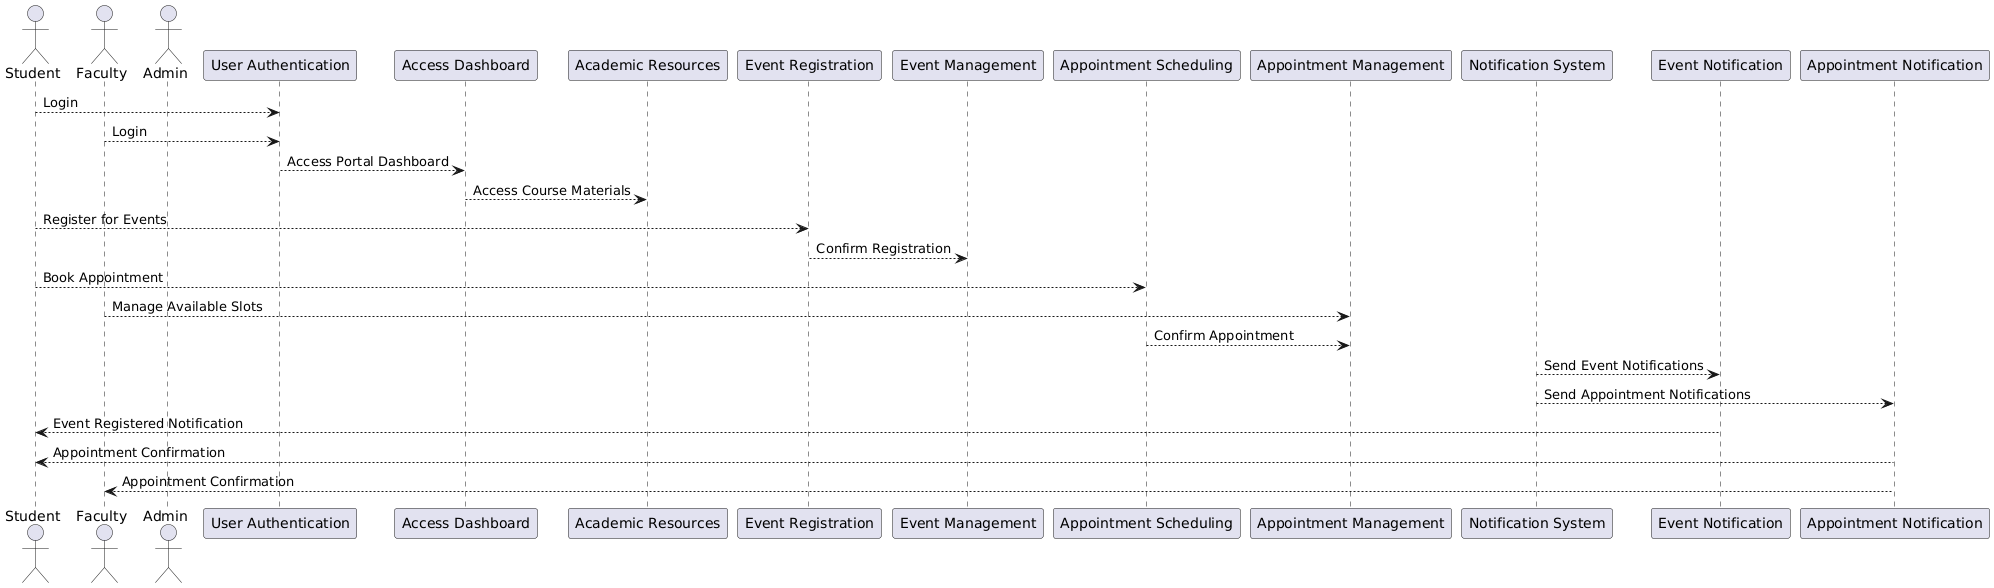 Student
Faculty
Admin
User Authentication
Access Dashboard
Academic Resources
Event Registration
Event Management
Appointment Scheduling
Appointment Management
Notification System
Event Notification
Appointment Notification
Login
Login
Access Portal Dashboard
Access Course Materials
Register for Events
Confirm Registration
Book Appointment
Manage Available Slots
Confirm Appointment
Send Event Notifications
Send Appointment Notifications
Event Registered Notification
Appointment Confirmation
Appointment Confirmation
Student
Faculty
Admin
User Authentication
Access Dashboard
Academic Resources
Event Registration
Event Management
Appointment Scheduling
Appointment Management
Notification System
Event Notification
Appointment Notification